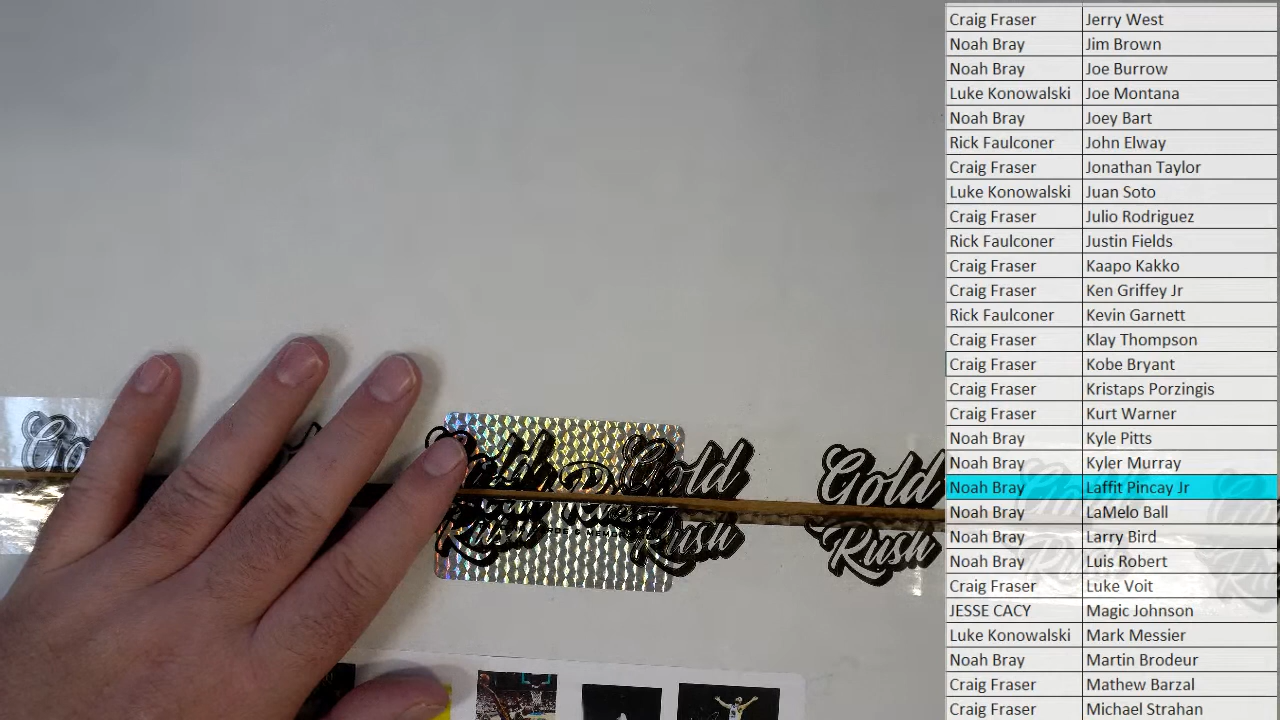 Craig Fraser Jerry West
Noah Bray Jim Brown
Noah Bray Joe Burrow
Luke Konowalski Joe Montana
Noah Bray Joey Bart
Rick Faulconer John Elway
Craig Fraser Jonathan Taylor
Luke Konowalski Juan Soto
Craig Fraser Julio Rodriguez
Rick Faulconer Justin Fields
Craig Fraser Kaapo Kakko
Craig Fraser Ken Griffey Jr
Rick Faulconer Kevin Garnett
Craig Fraser Klay Thompson
Craig Fraser Kobe Bryant
Craig Fraser Kristaps Porzingis
Craig Fraser Kurt Warner
Noah Bray Kyle Pitts
Noah Bray Kyler Murray
Noah Bray Laffit Pincay Jr
Noah Bray LaMelo Ball
Noah Bray Larry Bird
Noah Bray Luis Robert
Craig Fraser Luke Voit
JESSE CACY Magic Johnson
Luke Konowalski Mark Messier
Noah Bray Martin Brodeur
Craig Fraser Mathew Barzal
Craig Fraser Michael Strahan
Gold
Rush
Gold
Rush
Gold
Rush